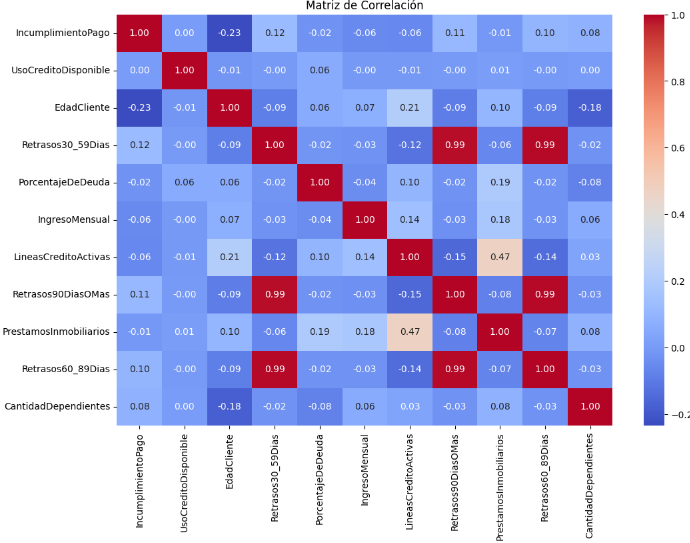 Matriz de Correlación
IncumplimientoPago 1.00 0.00 -0.23 0.12 -0.02 -0.06 -0.06 0.11 -0.01 0.10 0.08
UsoCreditoDisponible 0.00 1.00 -0.01 -0.00 0.06 -0.00 -0.01 -0.00 0.01 -0.00 0.00
EdadCliente -0.23 -0.01 1.00 -0.09 0.06 0.07 0.21 -0.09 0.10 -0.09 -0.18
Retrasos30_59Dias 0.12 -0.00 -0.09 1.00 -0.02 -0.03 -0.12 0.99 -0.06 0.99 -0.02
PorcentajeDeDeuda -0.02 0.06 0.06 -0.02 1.00 -0.04 0.10 -0.02 0.19 -0.02 -0.08
IngresoMensual -0.06 -0.00 0.07 -0.03 -0.04 1.00 0.14 -0.03 0.18 -0.03 0.06
LineasCreditoActivas -0.06 -0.01 0.21 -0.12 0.10 0.14 1.00 -0.15 0.47 -0.14 0.03
Retrasos90DiasOMas 0.11 -0.00 -0.09 0.99 -0.02 -0.03 -0.15 1.00 -0.08 0.99 -0.03
PrestamosInmobiliarios -0.01 0.01 0.10 -0.06 0.19 0.18 0.47 -0.08 1.00 -0.07 0.08
Retrasos60_89Dias 0.10 -0.00 -0.09 0.99 -0.02 -0.03 -0.14 0.99 -0.07 1.00 -0.03
CantidadDependientes 0.08 0.00 -0.18 -0.02 -0.08 0.06 0.03 -0.03 0.08 -0.03 1.00
IncumplimientoPago
UsoCreditoDisponible
EdadCliente
Retrasos30_59Dias
PorcentajeDeDeuda
IngresoMensual
LineasCreditoActivas
Retrasos90DiasOMas
PrestamosInmobiliarios
Retrasos60_89Dias
CantidadDependientes
1.0
0.8
0.6
0.4
0.2
0.0
−0.2